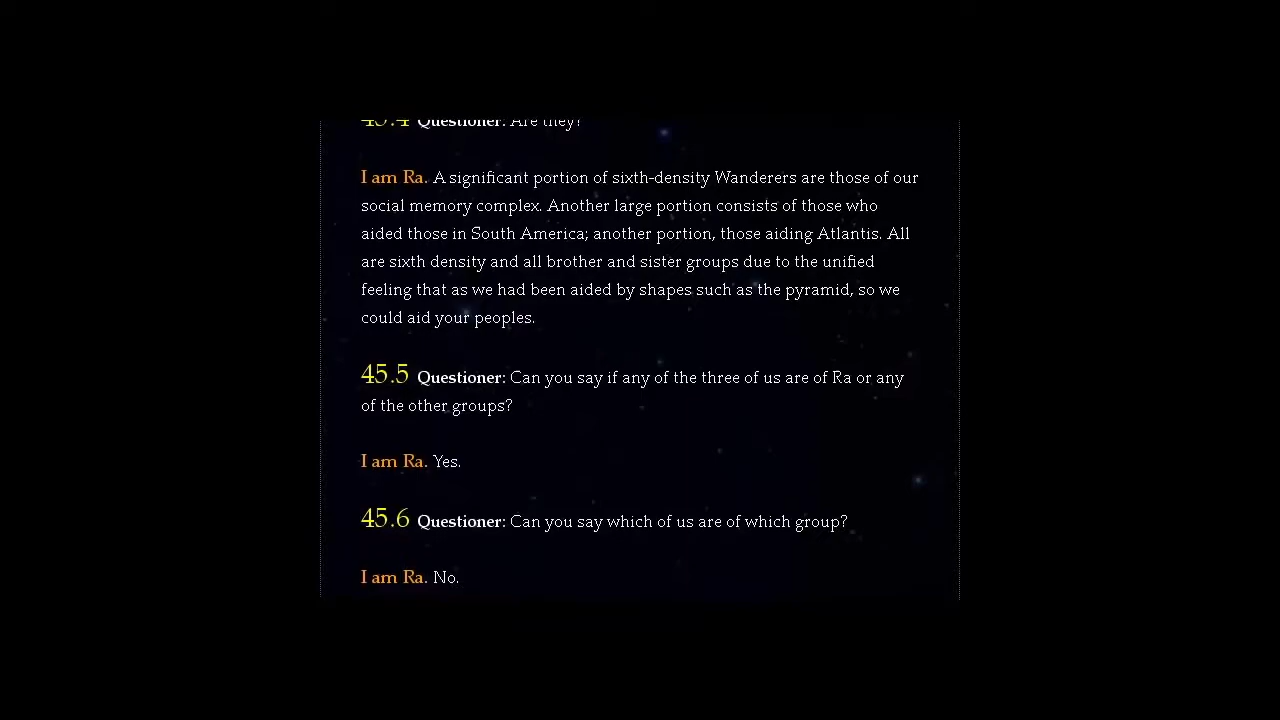 45.4 Questioner: Are they?
I am Ra. A significant portion of sixth-density Wanderers are those of our
social memory complex. Another large portion consists of those who
aided those in South America; another portion, those aiding Atlantis. All
are sixth density and all brother and sister groups due to the unified
feeling that as we had been aided by shapes such as the pyramid, so we
could aid your peoples.
45.5 Questioner: Can you say if any of the three of us are of Ra or any
of the other groups?
I am Ra. Yes.
45.6 Questioner: Can you say which of us are of which group?
I am Ra. No.